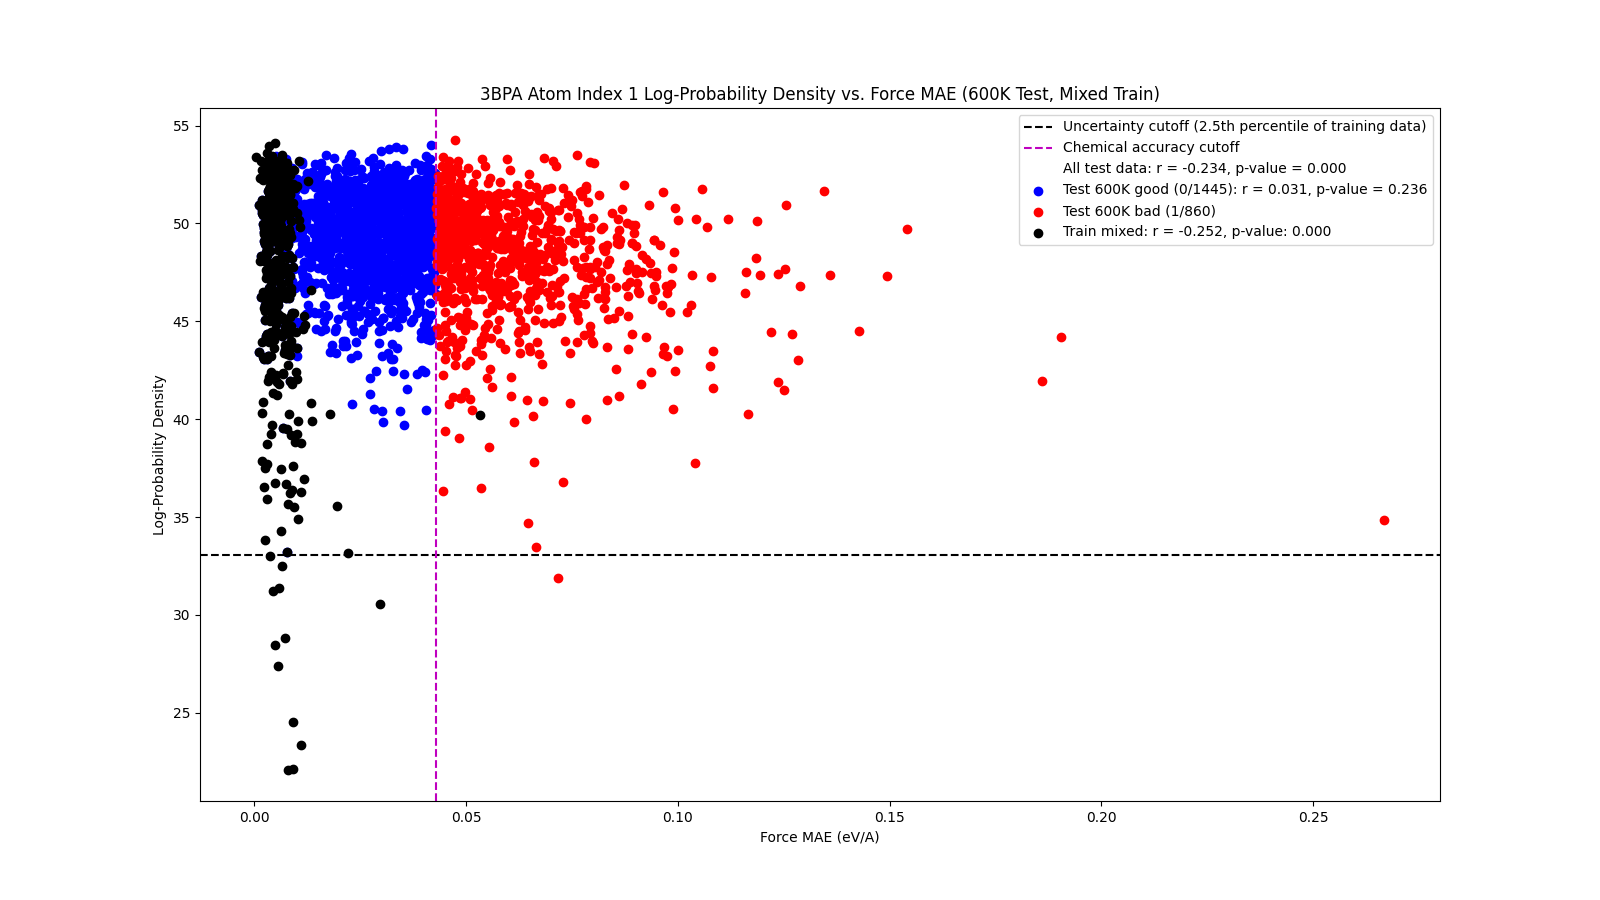 3BPA Atom Index 1 Log-Probability Density vs. Force MAE (600K Test, Mixed Train)
Uncertainty cutoff (2.5th percentile of training data)
Chemical accuracy cutoff
All test data: r = -0.234, p-value = 0.000
Test 600K good (0/1445): r = 0.031, p-value = 0.236
Test 600K bad (1/860)
Train mixed: r = -0.252, p-value: 0.000
Log-Probability Density
55
50
45
40
35
30
25
0.00
0.05
0.10
0.15
0.20
0.25
Force MAE (eV/A)